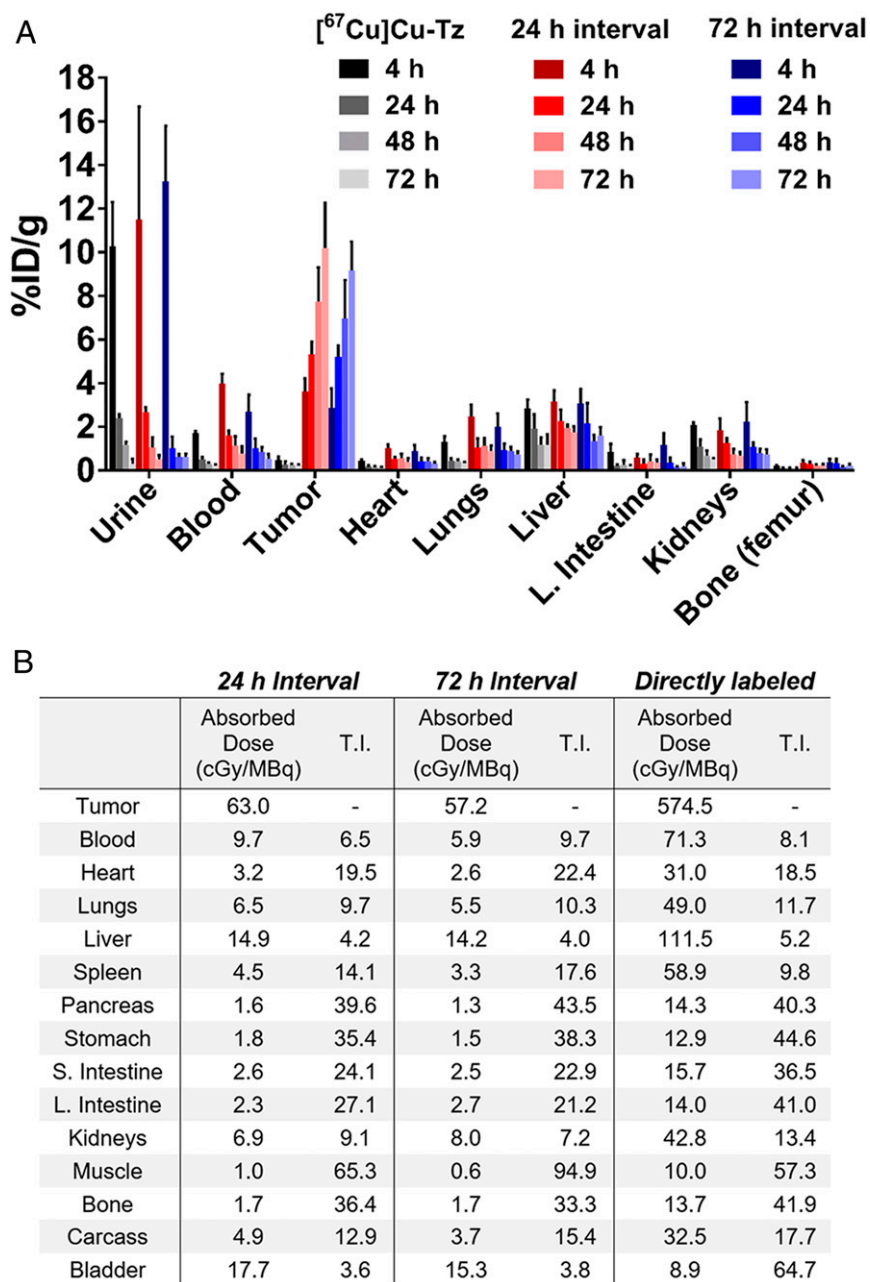 A
[67Cu]Cu-Tz 24 h interval 72 h interval
4 h 4 h 4 h
24 h 24 h 24 h
48 h 48 h 48 h
72 h 72 h 72 h
%ID/g
18
16
14
12
10
8
6
4
2
0
Urine Blood Tumor Heart Lungs Liver L. Intestine Kidneys Bone (femur)
B
24 h Interval 72 h Interval Directly labeled
Absorbed Dose (cGy/MBq) T.I. Absorbed Dose (cGy/MBq) T.I. Absorbed Dose (cGy/MBq) T.I.
Tumor 63.0 - 57.2 - 574.5 -
Blood 9.7 6.5 5.9 9.7 71.3 8.1
Heart 3.2 19.5 2.6 22.4 31.0 18.5
Lungs 6.5 9.7 5.5 10.3 49.0 11.7
Liver 14.9 4.2 14.2 4.0 111.5 5.2
Spleen 4.5 14.1 3.3 17.6 58.9 9.8
Pancreas 1.6 39.6 1.3 43.5 14.3 40.3
Stomach 1.8 35.4 1.5 38.3 12.9 44.6
S. Intestine 2.6 24.1 2.5 22.9 15.7 36.5
L. Intestine 2.3 27.1 2.7 21.2 14.0 41.0
Kidneys 6.9 9.1 8.0 7.2 42.8 13.4
Muscle 1.0 65.3 0.6 94.9 10.0 57.3
Bone 1.7 36.4 1.7 33.3 13.7 41.9
Carcass 4.9 12.9 3.7 15.4 32.5 17.7
Bladder 17.7 3.6 15.3 3.8 8.9 64.7